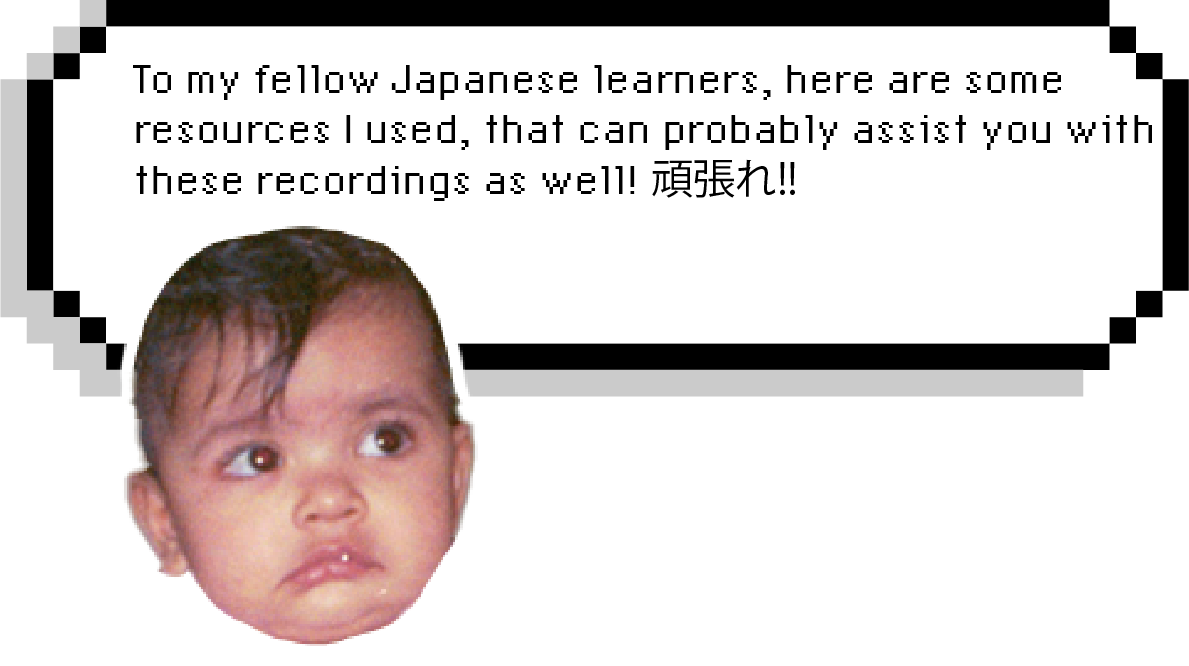 To my fellow Japanese learners, here are some
resources I used, that can probably assist you with
these recordings as well! 頑張れ!!